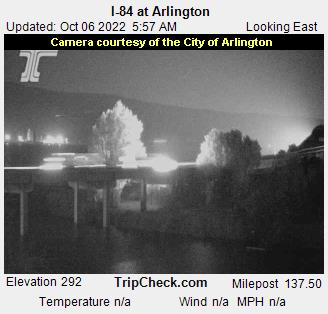 I-84 at Arlington
Updated: Oct 06 2022 5:57 AM Looking East
Camera courtesy of the City of Arlington
Elevation 292 TripCheck.com Milepost 137.50
Temperature n/a Wind n/a MPH n/a